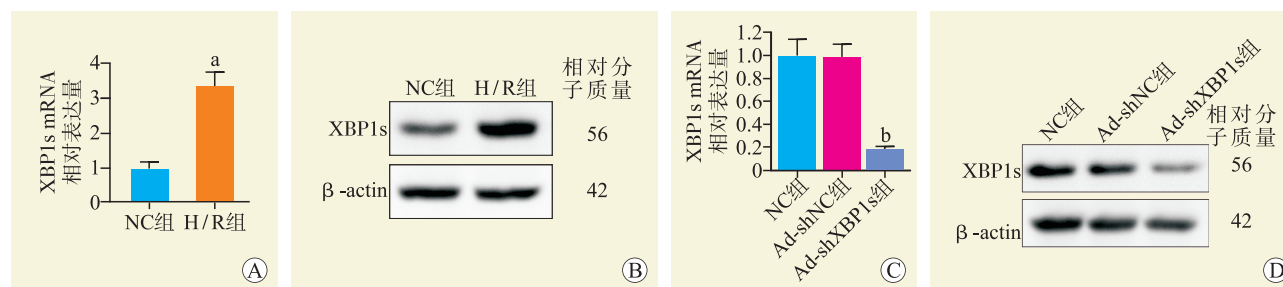 XBP1s mRNA
相对表达量
4
3
2
1
0
a
NC组
H/R组
A
NC组
H/R组
相对分
子质量
XBP1s
56
β-actin
42
B
XBP1s mRNA
相对表达量
1.2
1.0
0.8
0.6
0.4
0.2
0
b
NC组
Ad-shNC组
Ad-shXBP1s组
C
NC组
Ad-shNC组
Ad-shXBP1s组
相对分
子质量
XBP1s
56
β-actin
42
D